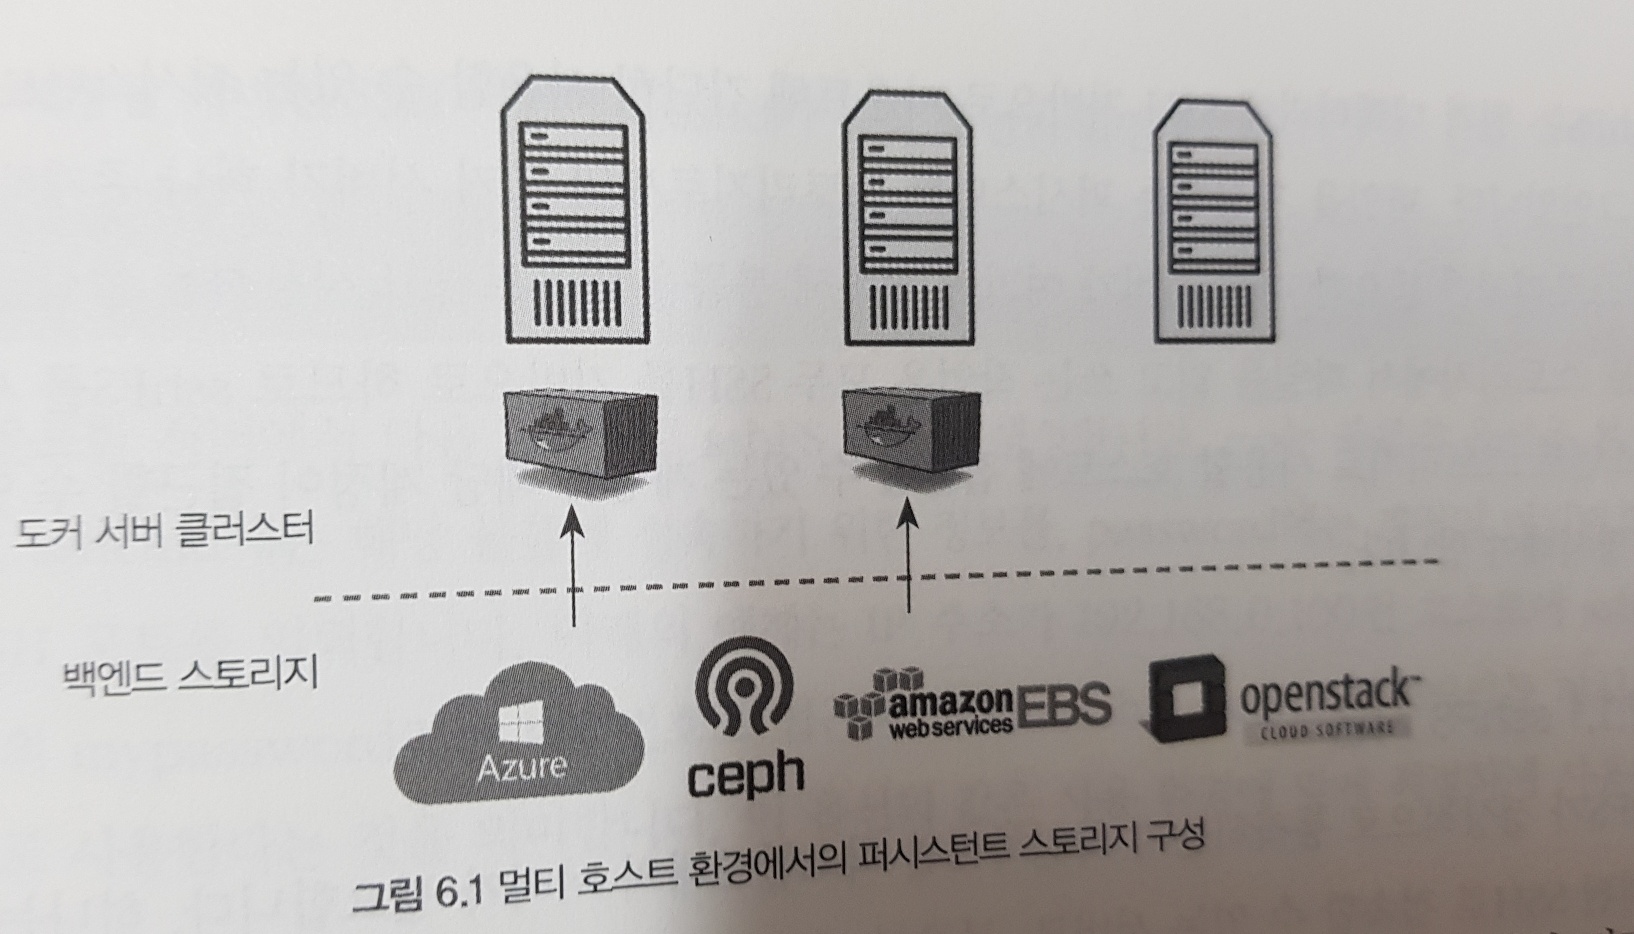 도커 서버 클러스터
백엔드 스토리지
Azure
ceph
amazon
webservices
EBS
openstack™
CLOUD SOFTWARE
그림 6.1 멀티 호스트 환경에서의 퍼시스턴트 스토리지 구성